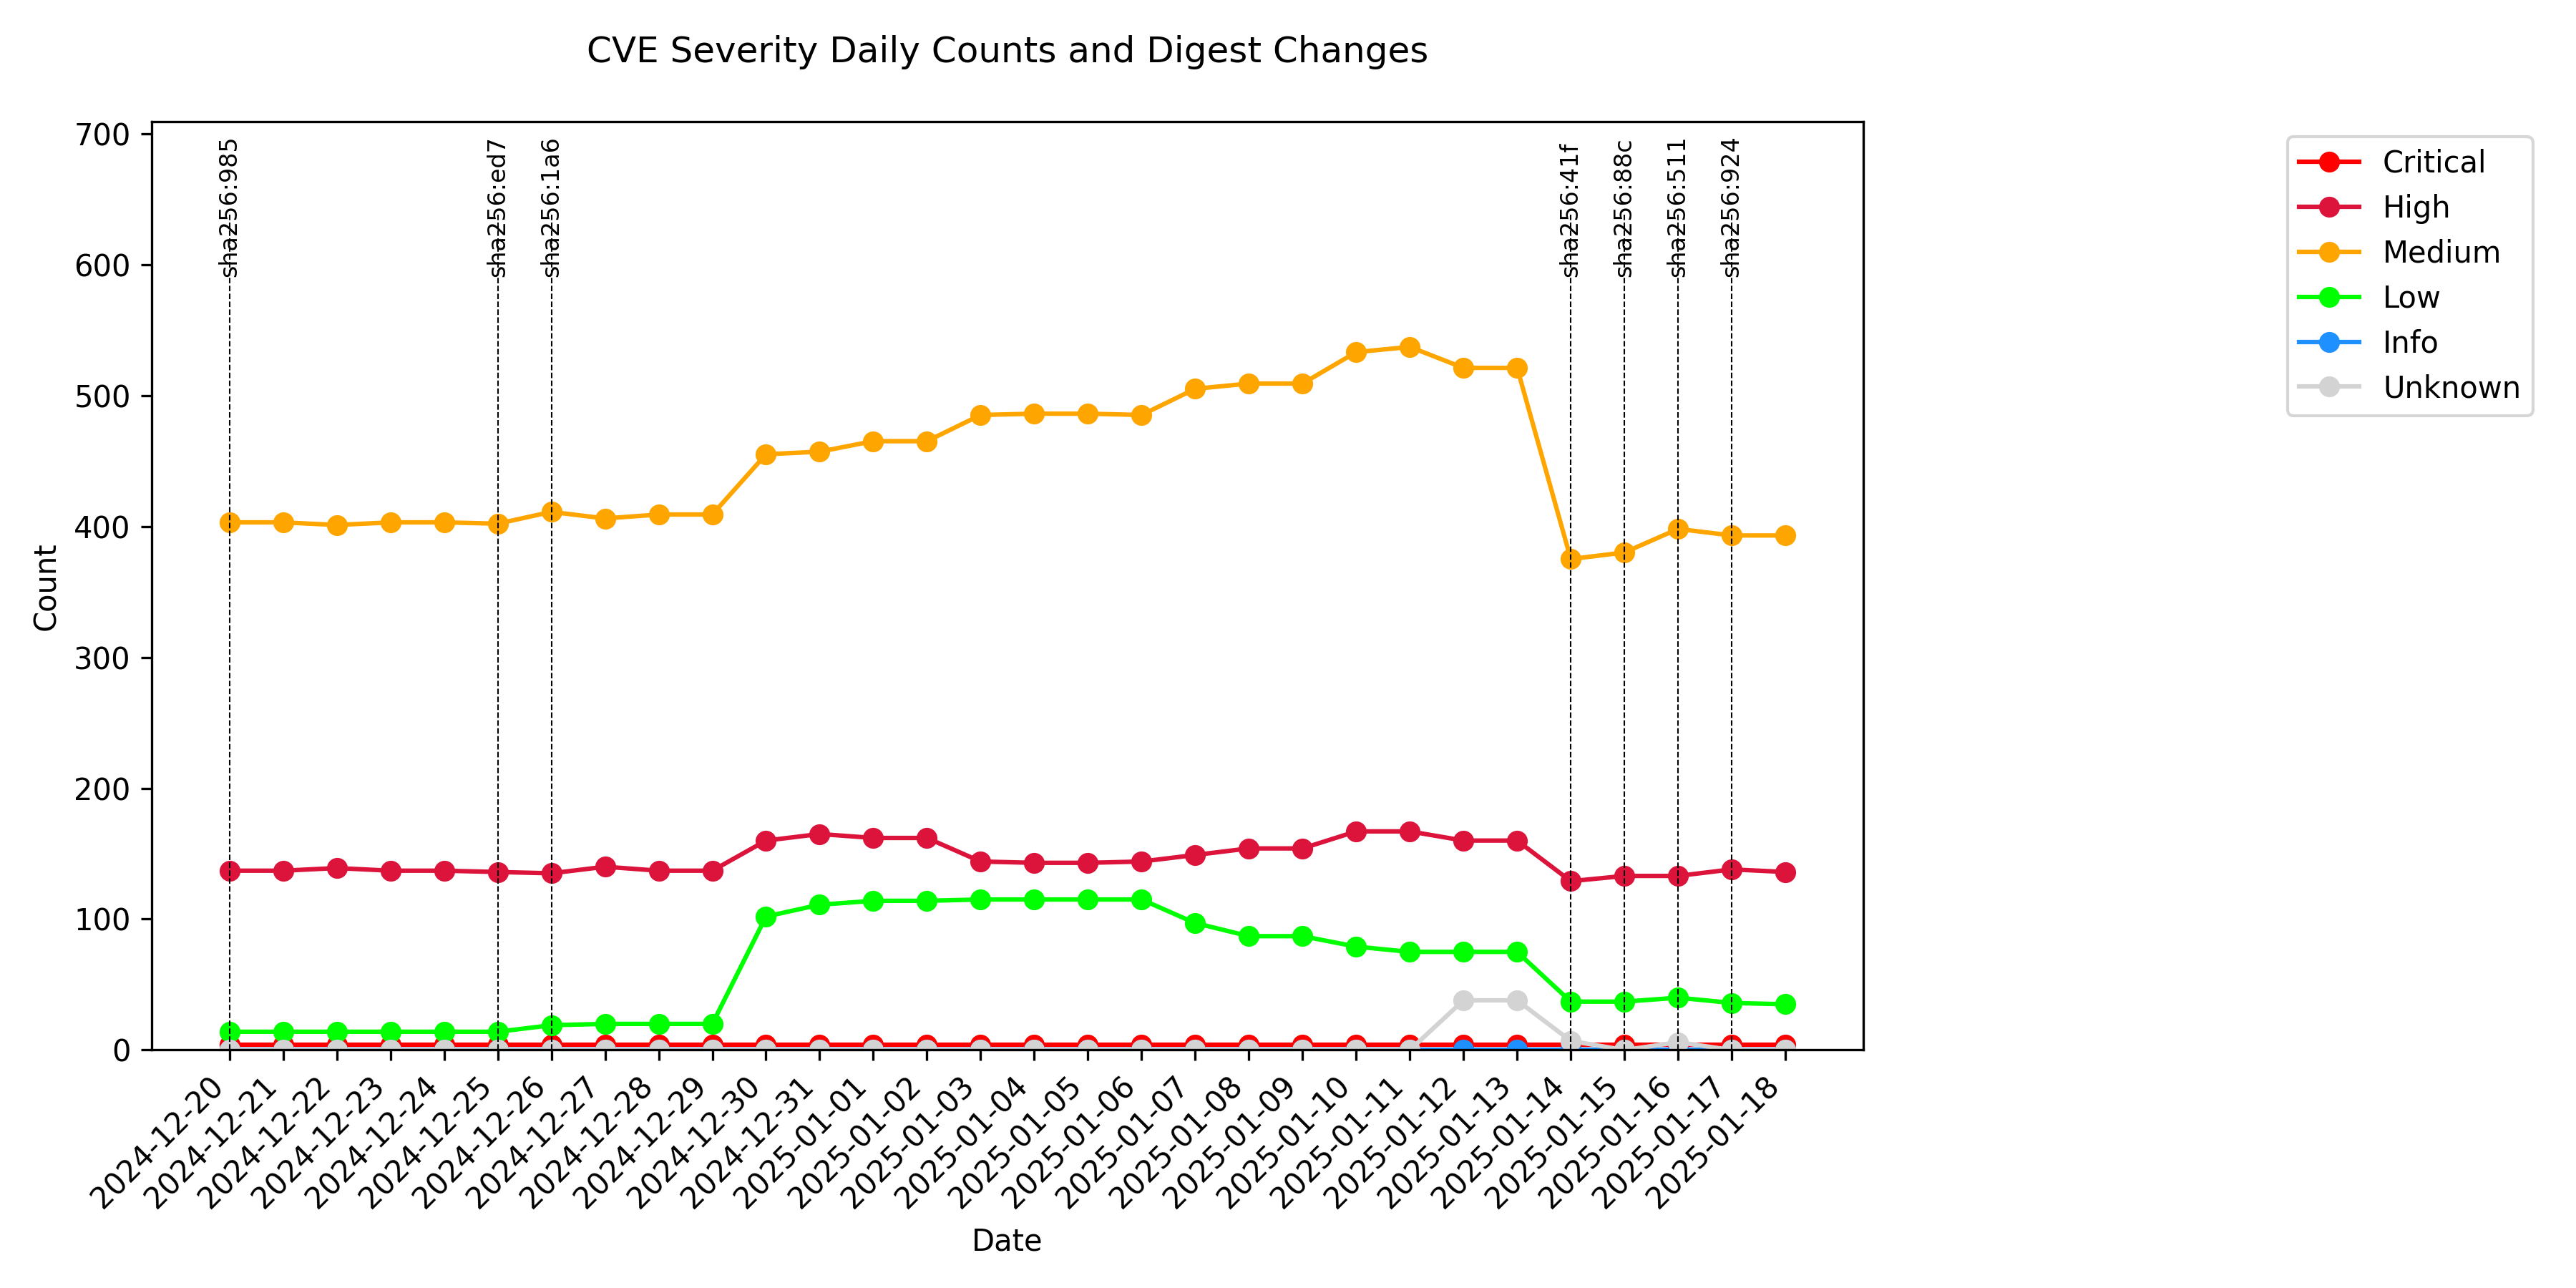 CVE Severity Daily Counts and Digest Changes
700
600
500
400
300
200
100
0
Count
sha256:985
sha256:ed7
sha256:1a6
sha256:41f
sha256:88c
sha256:511
sha256:924
Critical
High
Medium
Low
Info
Unknown
2024-12-20
2024-12-21
2024-12-22
2024-12-23
2024-12-24
2024-12-25
2024-12-26
2024-12-27
2024-12-28
2024-12-29
2024-12-30
2024-12-31
2025-01-01
2025-01-02
2025-01-03
2025-01-04
2025-01-05
2025-01-06
2025-01-07
2025-01-08
2025-01-09
2025-01-10
2025-01-11
2025-01-12
2025-01-13
2025-01-14
2025-01-15
2025-01-16
2025-01-17
2025-01-18
Date